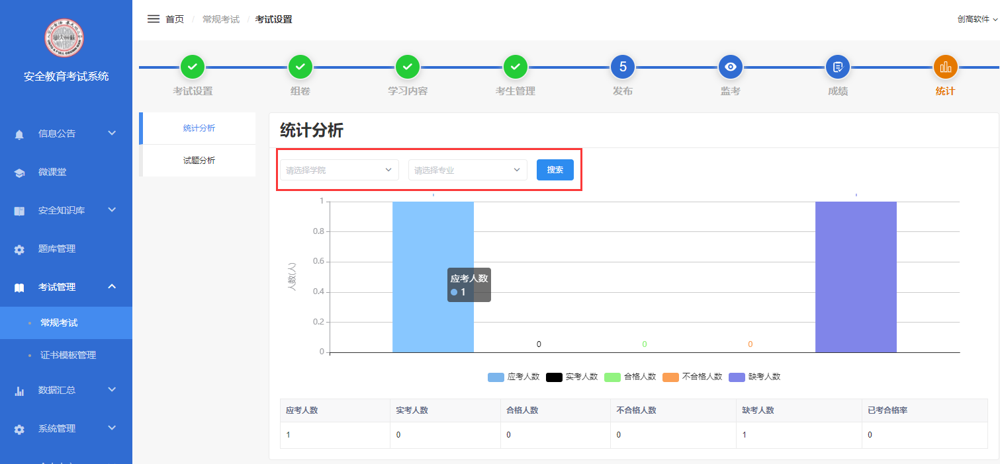 首页 / 常规考试 / 考试设置
创高软件
安全教育考试系统
信息公告
微课堂
安全知识库
题库管理
考试管理
常规考试
证书模板管理
数据汇总
系统管理
5
考试设置 组卷 学习内容 考生管理 发布 监考 成绩 统计
统计分析
试题分析
统计分析
请选择学院 请选择专业 搜索
人数(人)
1
0.8
0.6
0.4
0.2
0
应考人数
1
0 0 0
应考人数 实考人数 合格人数 不合格人数 缺考人数
应考人数 实考人数 合格人数 不合格人数 缺考人数 已考合格率
1 0 0 0 1 0